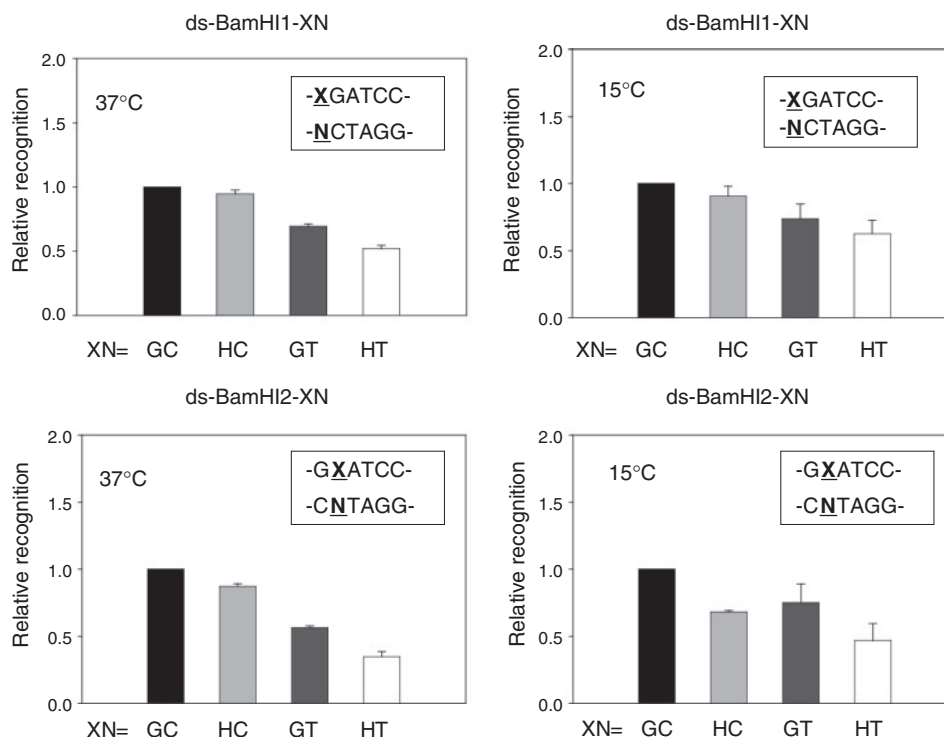 ds-BamHI1-XN
Relative recognition
2.0
1.5
1.0
0.5
0.0
37°C
-XGATCC-
-NCTAGG-
XN= GC HC GT HT
ds-BamHI1-XN
Relative recognition
2.0
1.5
1.0
0.5
0.0
15°C
-XGATCC-
-NCTAGG-
XN= GC HC GT HT
ds-BamHI2-XN
Relative recognition
2.0
1.5
1.0
0.5
0.0
37°C
-GXATCC-
-CNTAGG-
XN= GC HC GT HT
ds-BamHI2-XN
Relative recognition
2.0
1.5
1.0
0.5
0.0
15°C
-GXATCC-
-CNTAGG-
XN= GC HC GT HT